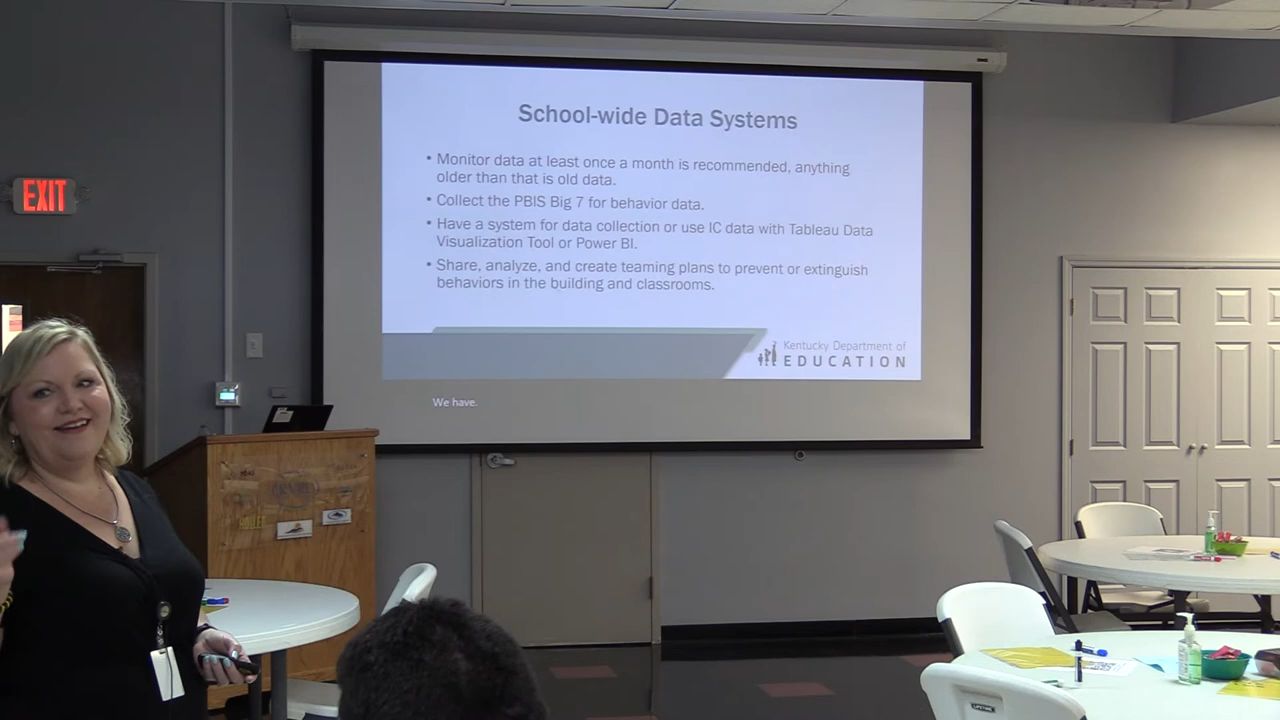 School-wide Data Systems
• Monitor data at least once a month is recommended, anything
older than that is old data.
• Collect the PBIS Big 7 for behavior data.
• Have a system for data collection or use IC data with Tableau Data
Visualization Tool or Power BI.
• Share, analyze, and create teaming plans to prevent or extinguish
behaviors in the building and classrooms.
Kentucky Department of
EDUCATION
We have.
EXIT
LIFETIME